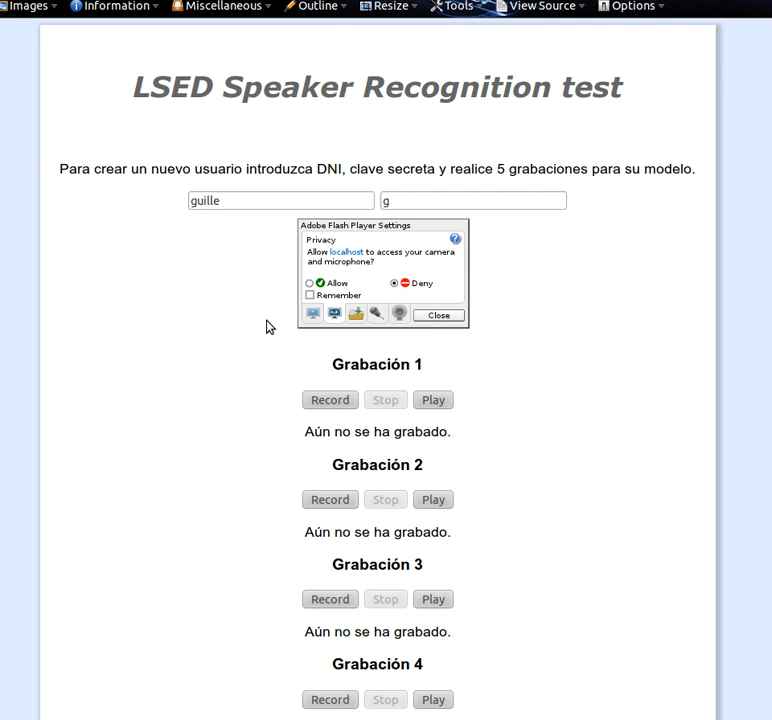 Images Information Miscellaneous Outline Resize Tools View Source Options
LSED Speaker Recognition test
Para crear un nuevo usuario introduzca DNI, clave secreta y realice 5 grabaciones para su modelo.
guille g
Adobe Flash Player Settings
Privacy ?
Allow localhost to access your camera
and microphone?
Allow Deny
Remember
Close
Grabación 1
Record Stop Play
Aún no se ha grabado.
Grabación 2
Record Stop Play
Aún no se ha grabado.
Grabación 3
Record Stop Play
Aún no se ha grabado.
Grabación 4
Record Stop Play